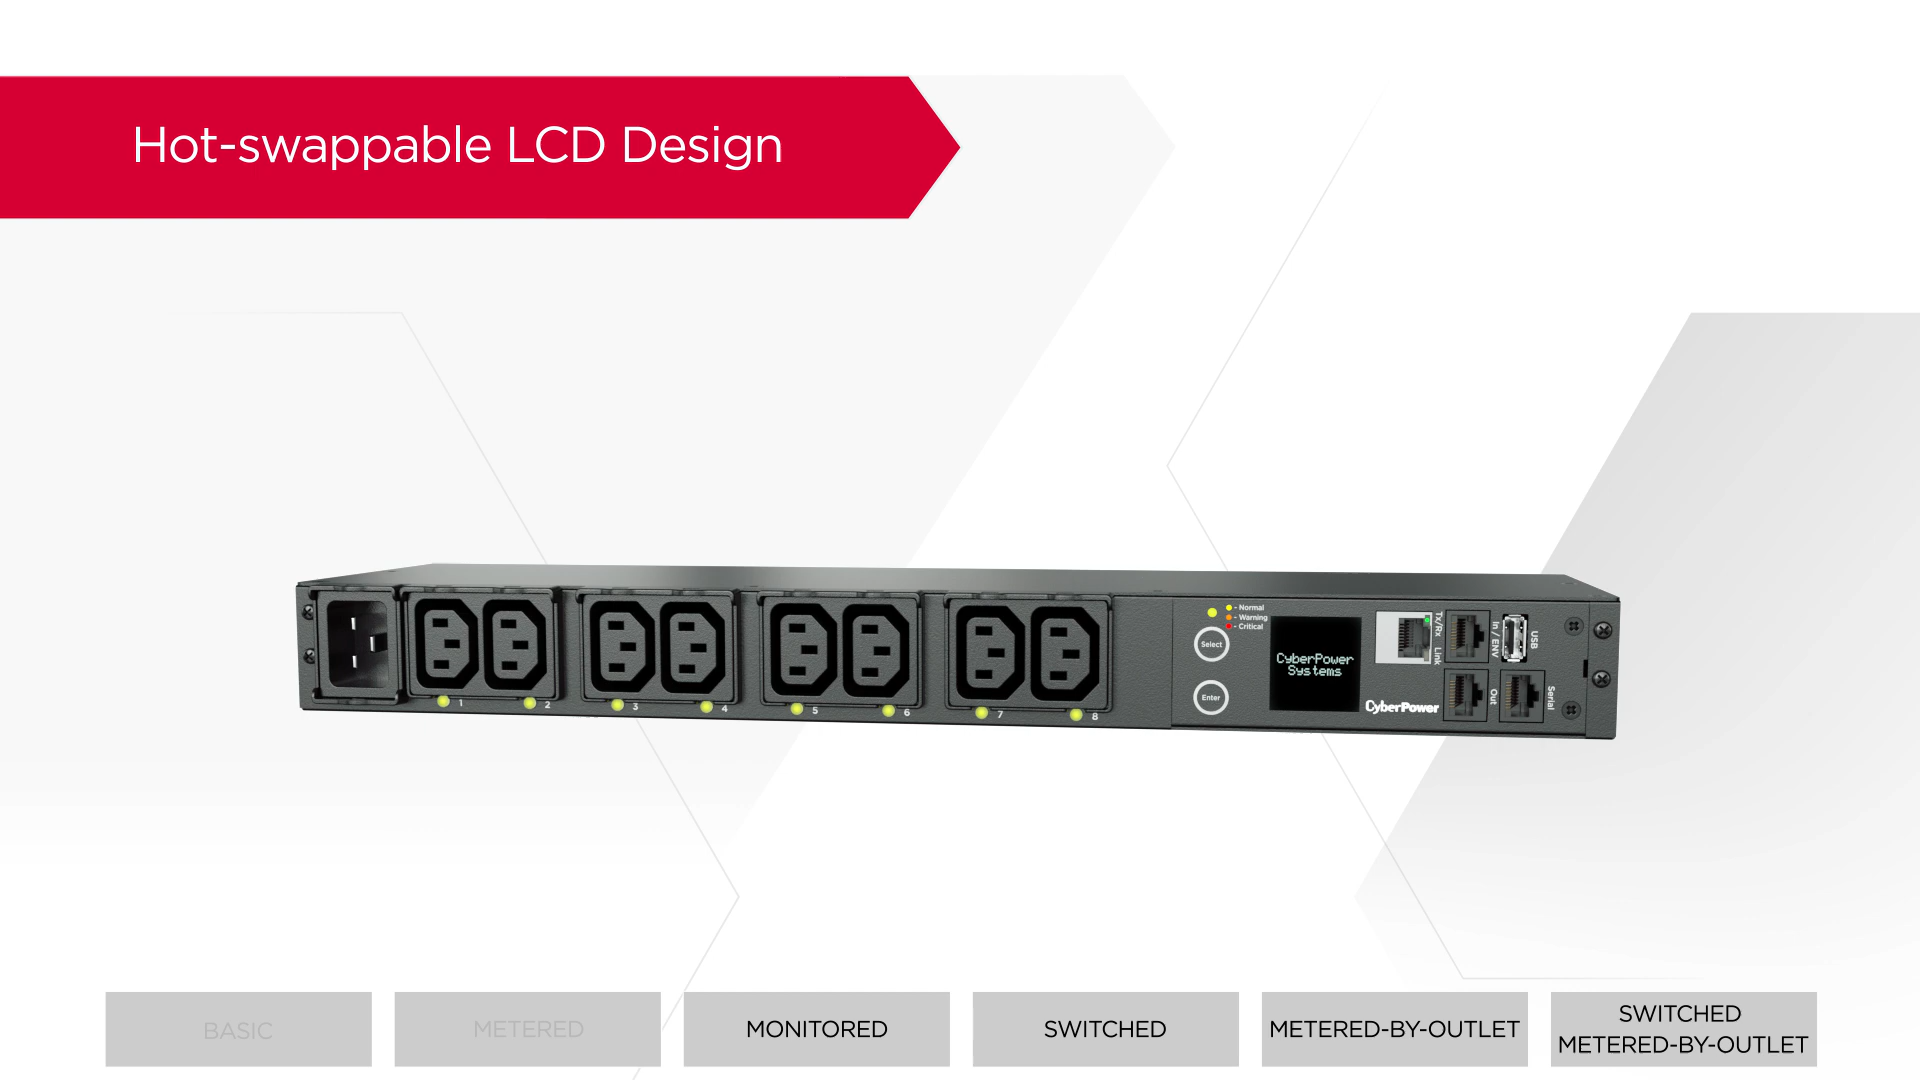 Hot-swappable LCD Design
- Normal
- Warning
- Critical
Select
Enter
CyberPower
Systems
CyberPower
Tx/Rx Link
In / ENV
USB
Out
Serial
1 2 3 4 5 6 7 8
BASIC
METERED
MONITORED
SWITCHED
METERED-BY-OUTLET
SWITCHED
METERED-BY-OUTLET